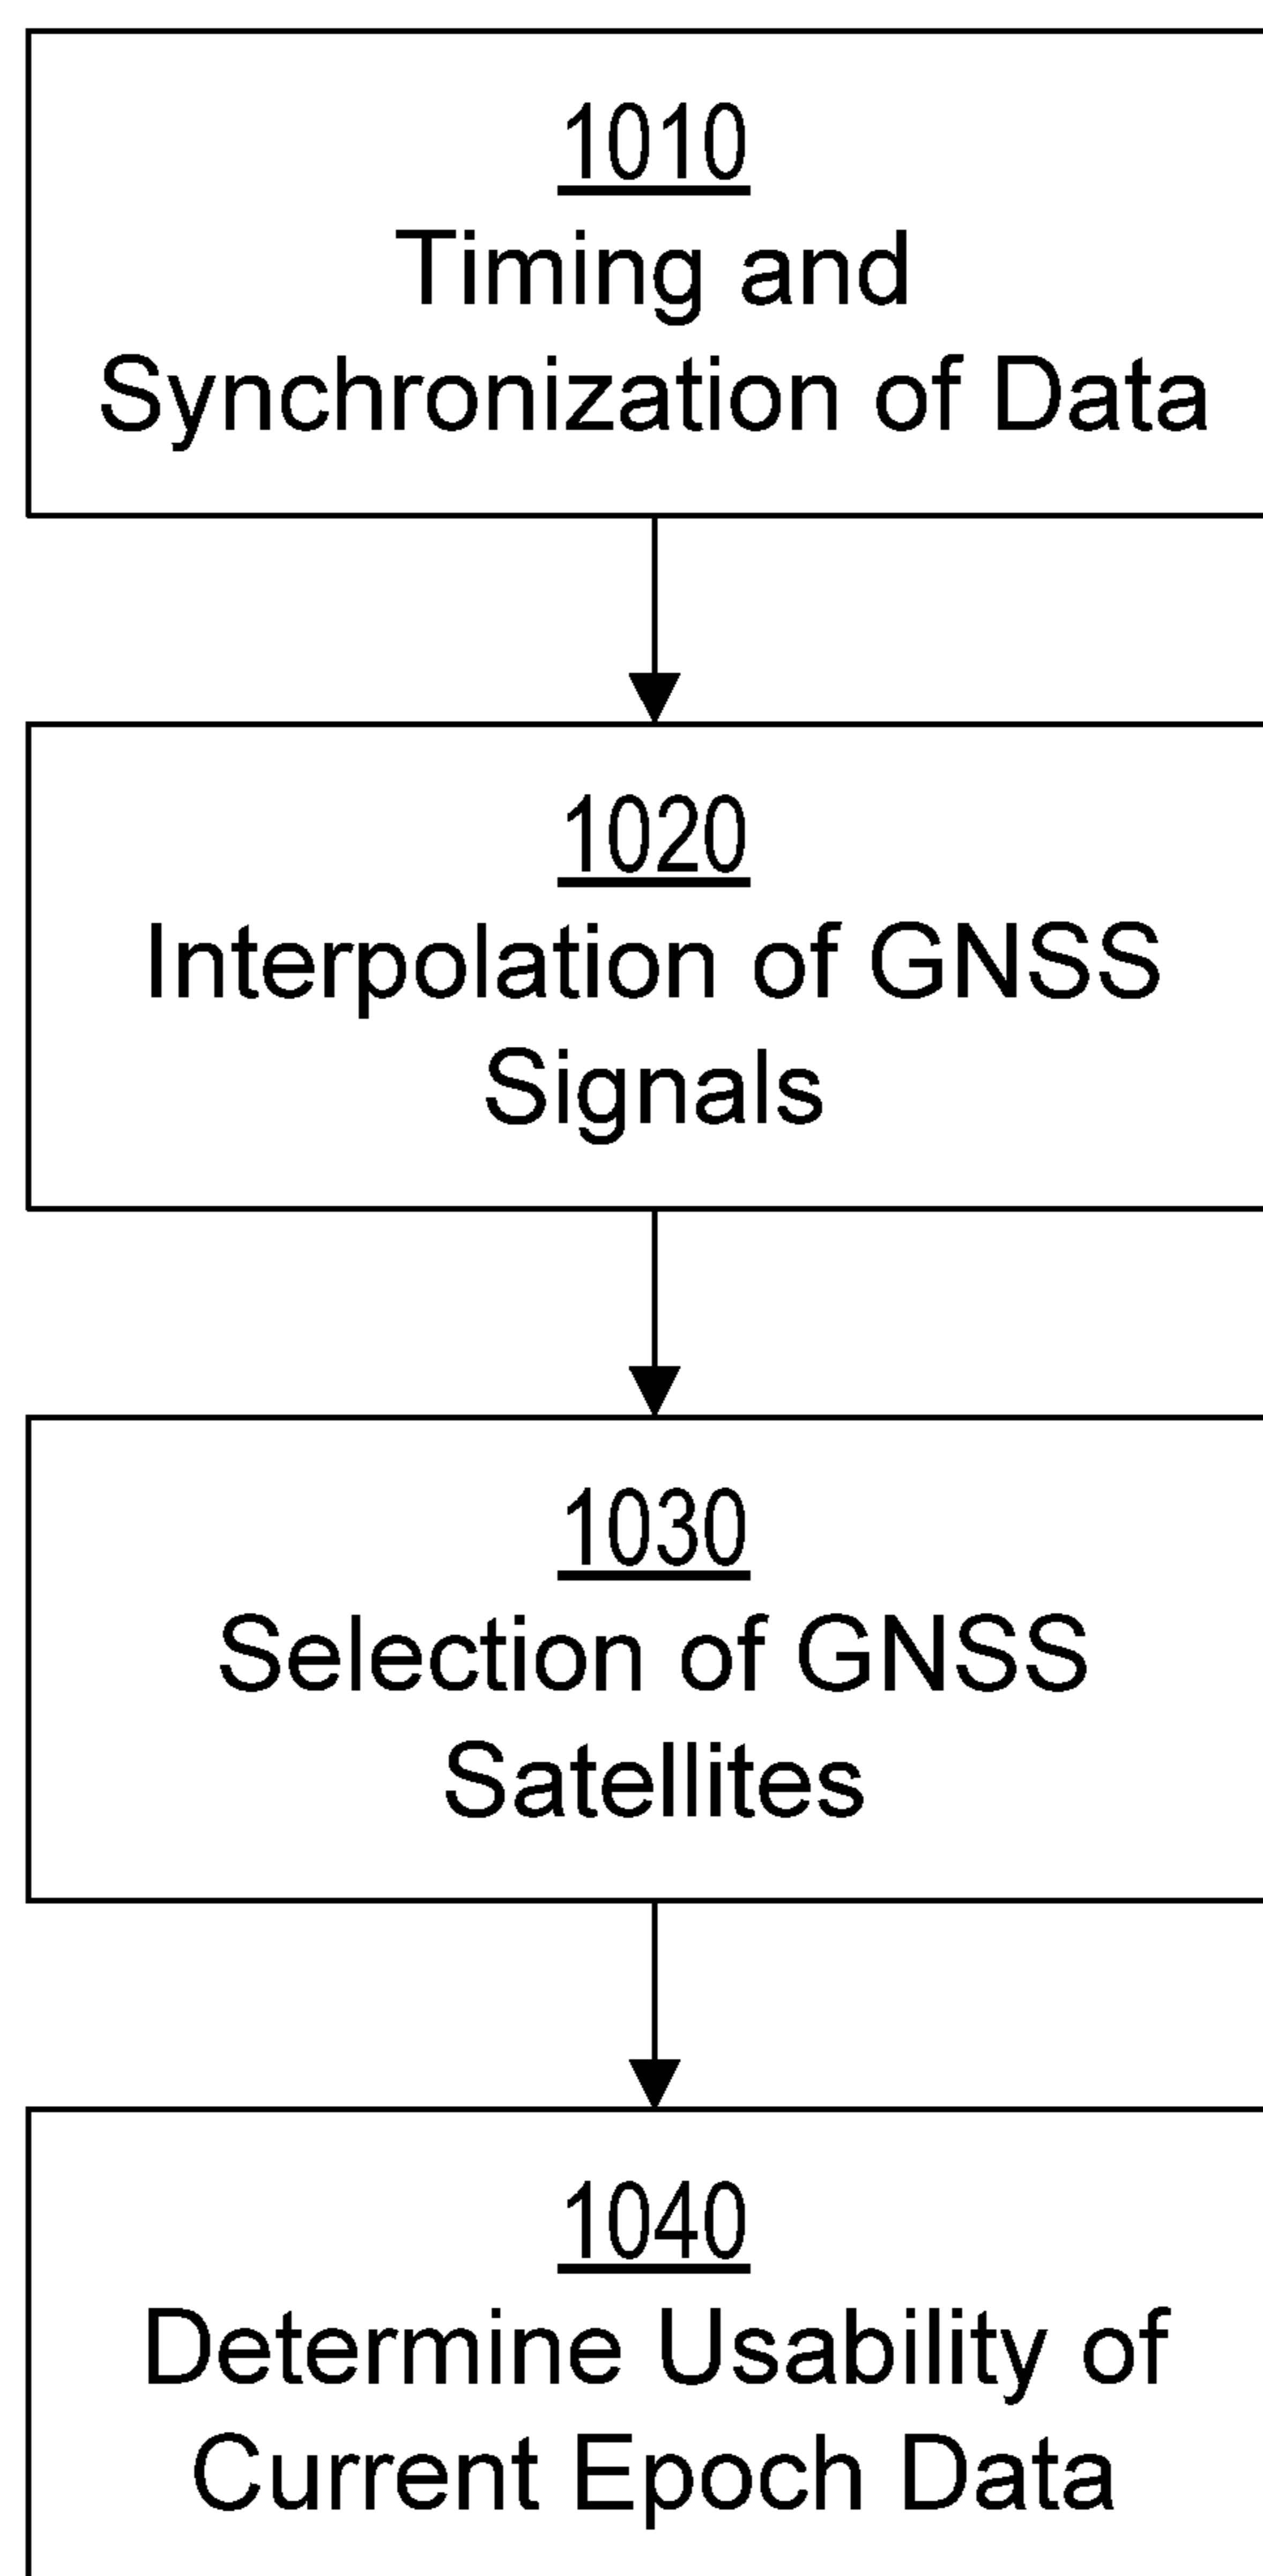 1010
Timing and
Synchronization of Data
1020
Interpolation of GNSS
Signals
1030
Selection of GNSS
Satellites
1040
Determine Usability of
Current Epoch Data